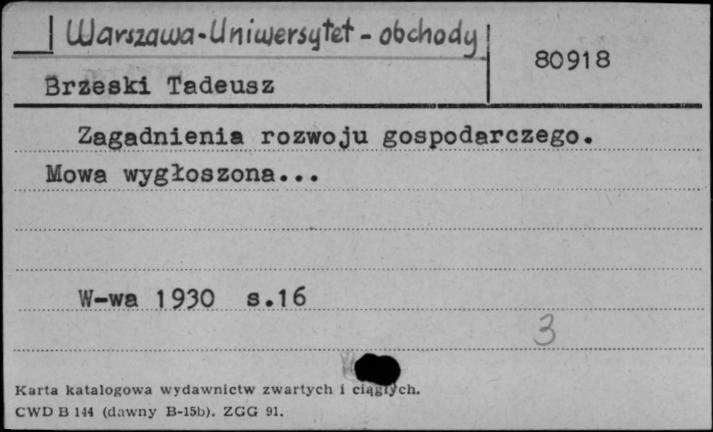 Warszawa-Uniwersytet - obchody
80918
Brzeski Tadeusz
Zagadnienia rozwoju gospodarczego.
Mowa wygłoszona...
W-wa 1930 s.16
3
Karta katalogowa wydawnictw zwartych i ciągłych.
CWD B 144 (dawny B-15b). ZGG 91.